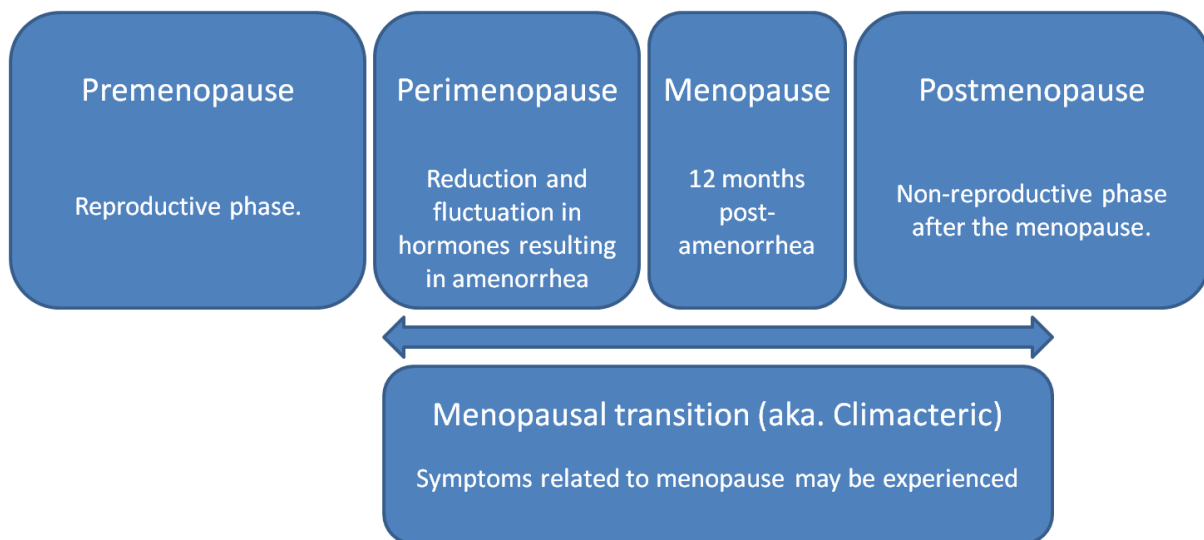 Premenopause
Reproductive phase.
Perimenopause
Reduction and
fluctuation in
hormones resulting
in amenorrhea
Menopause
12 months
post-
amenorrhea
Postmenopause
Non-reproductive phase
after the menopause.
Menopausal transition (aka. Climacteric)
Symptoms related to menopause may be experienced